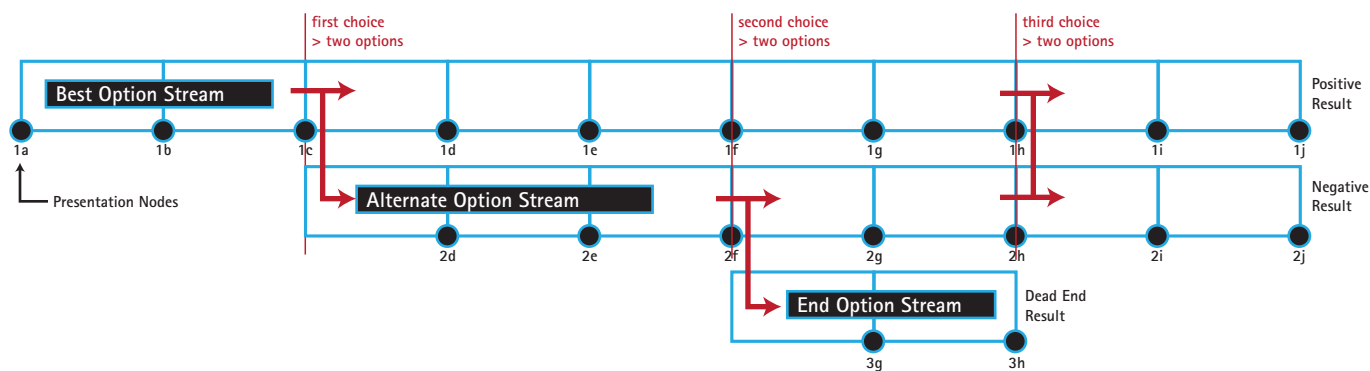 first choice
> two options
second choice
> two options
third choice
> two options
Best Option Stream
Positive
Result
1a
1b
1c
1d
1e
1f
1g
1h
1i
1j
Presentation Nodes
Alternate Option Stream
Negative
Result
2d
2e
2f
2g
2h
2i
2j
End Option Stream
Dead End
Result
3g
3h